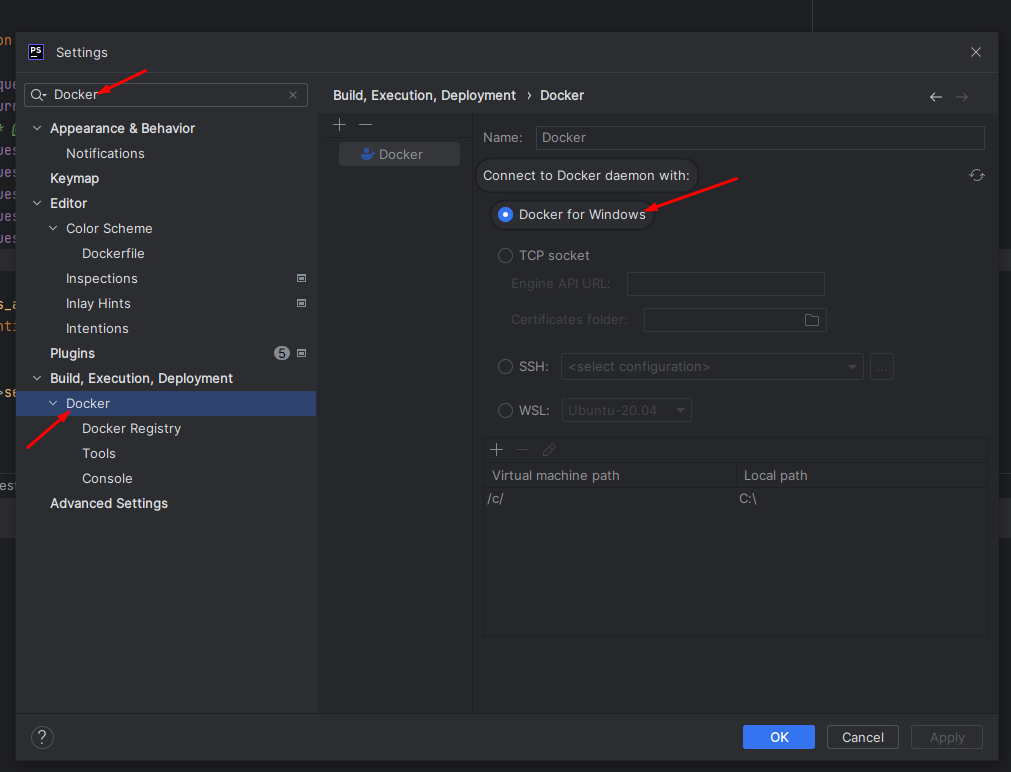 PS Settings
Docker
Appearance & Behavior
Notifications
Keymap
Editor
Color Scheme
Dockerfile
Inspections
Inlay Hints
Intentions
Plugins 5
Build, Execution, Deployment
Docker
Docker Registry
Tools
Console
Advanced Settings
Build, Execution, Deployment › Docker
Docker
Name: Docker
Connect to Docker daemon with:
Docker for Windows
TCP socket
Engine API URL:
Certificates folder:
SSH: <select configuration> ...
WSL: Ubuntu-20.04
Virtual machine path Local path
/c/ C:\
? OK Cancel Apply